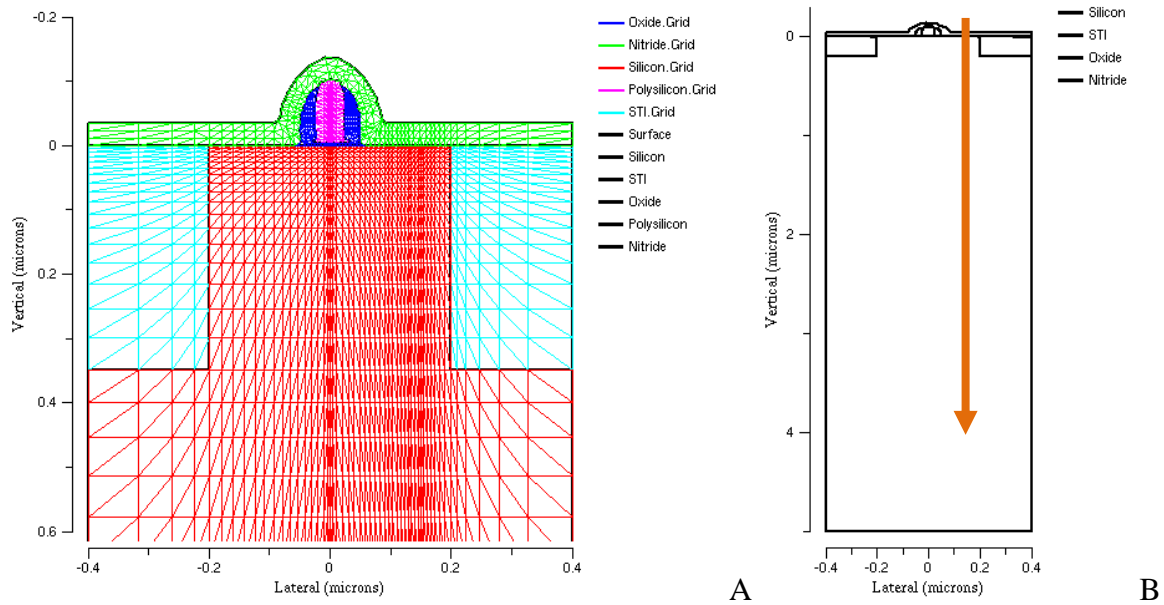 -0.2
0
0.2
0.4
0.6
Vertical (microns)
-0.4
-0.2
0
0.2
0.4
Lateral (microns)
Oxide.Grid
Nitride.Grid
Silicon.Grid
Polysilicon.Grid
STI.Grid
Surface
Silicon
STI
Oxide
Polysilicon
Nitride
A
0
2
4
Vertical (microns)
-0.4
-0.2
0
0.2
0.4
Lateral (microns)
Silicon
STI
Oxide
Nitride
B